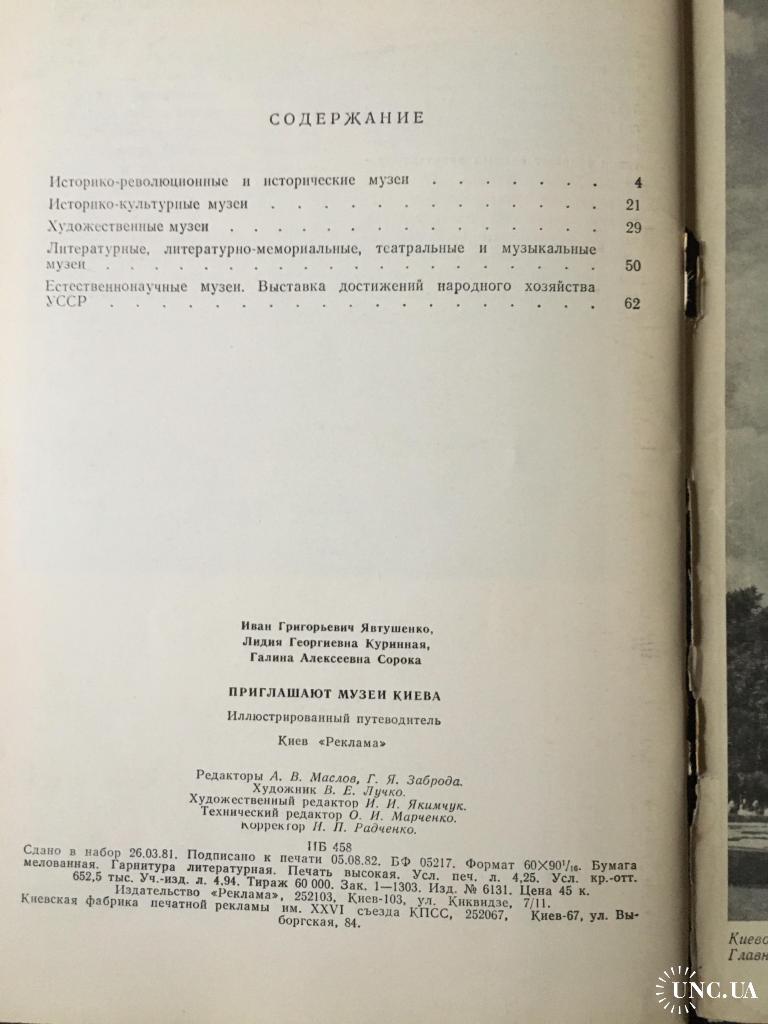 СОДЕРЖАНИЕ
Историко-революционные и исторические музеи . . . . . . . 4
Историко-культурные музеи . . . . . . . . . . . . . 21
Художественные музеи . . . . . . . . . . . . . . 29
Литературные, литературно-мемориальные, театральные и музыкальные
музеи . . . . . . . . . . . . . . . . . . . 50
Естественнонаучные музеи. Выставка достижений народного хозяйства
УССР . . . . . . . . . . . . . . . . . . . 62
Иван Григорьевич Явтушенко,
Лидия Георгиевна Куринная,
Галина Алексеевна Сорока
ПРИГЛАШАЮТ МУЗЕИ КИЕВА
Иллюстрированный путеводитель
Киев «Реклама»
Редакторы А. В. Маслов, Г. Я. Заброда.
Художник В. Е. Лучко.
Художественный редактор И. И. Якимчук.
Технический редактор О. И. Марченко.
Корректор И. П. Радченко.
ИБ 458
Сдано в набор 26.03.81. Подписано к печати 05.08.82. БФ 05217. Формат 60×90¹/₁₆. Бумага
мелованная. Гарнитура литературная. Печать высокая. Усл. печ. л. 4,25. Усл. кр.-отт.
652,5 тыс. Уч.-изд. л. 4,94. Тираж 60 000. Зак. 1—1303. Изд. № 6131. Цена 45 к.
Издательство «Реклама», 252103, Киев-103, ул. Киквидзе, 7/11.
Киевская фабрика печатной рекламы им. XXVI съезда КПСС, 252067, Киев-67, ул. Вы-
боргская, 84.
Киево
Главн
UNC.UA